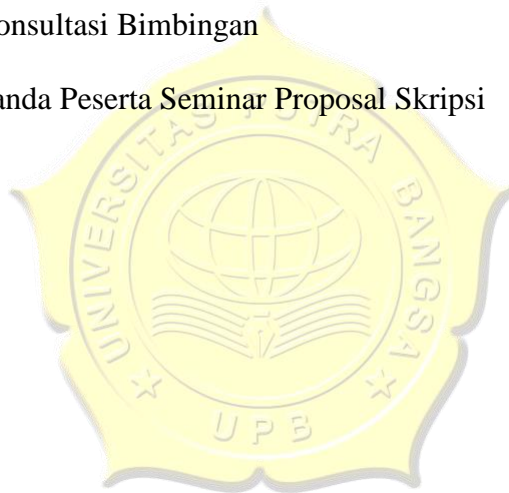 onsultasi Bimbingan
anda Peserta Seminar Proposal Skripsi
UNIVERSITAS PUTRA BANGSA
UPB